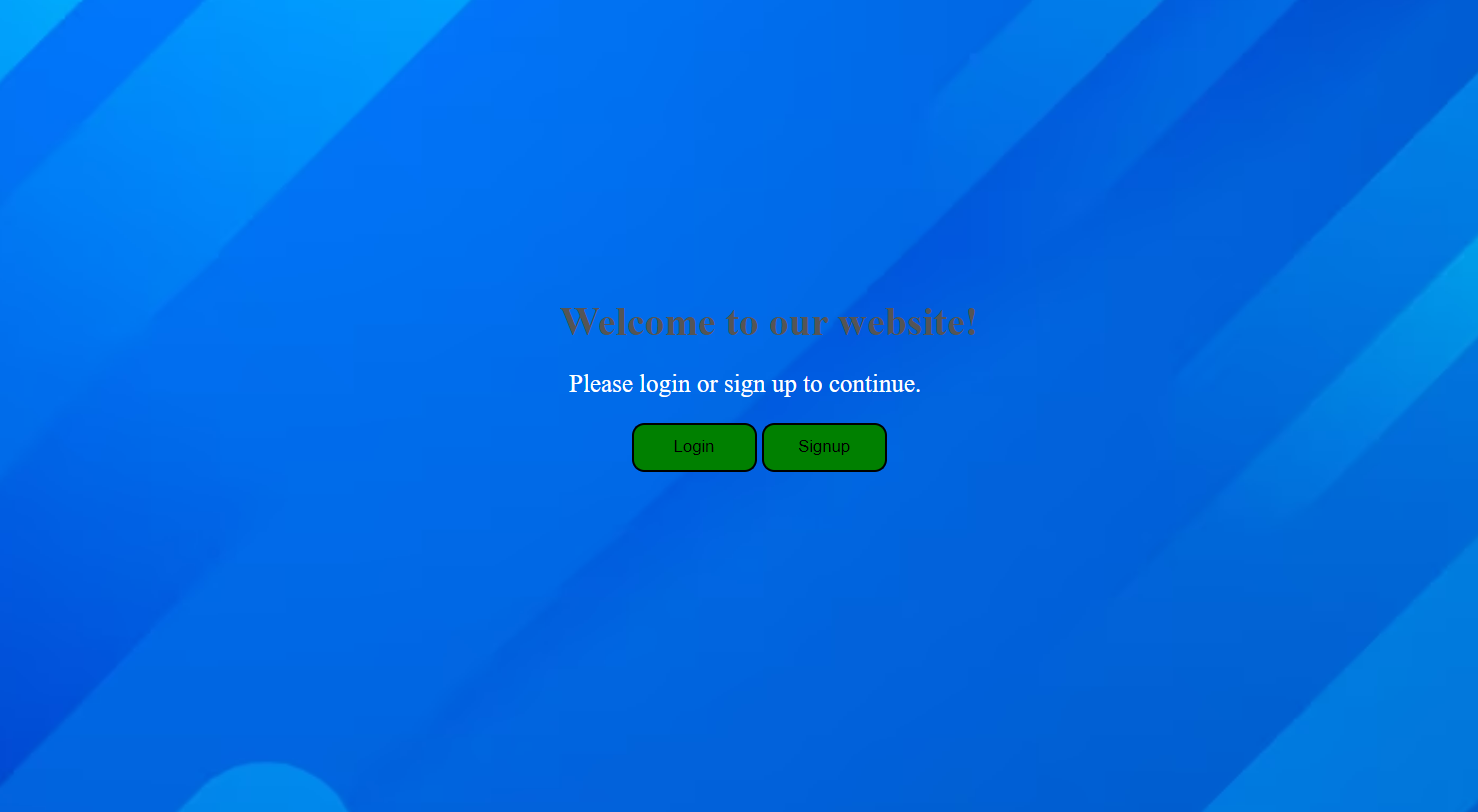 Welcome to our website!
Please login or sign up to continue.
Login Signup